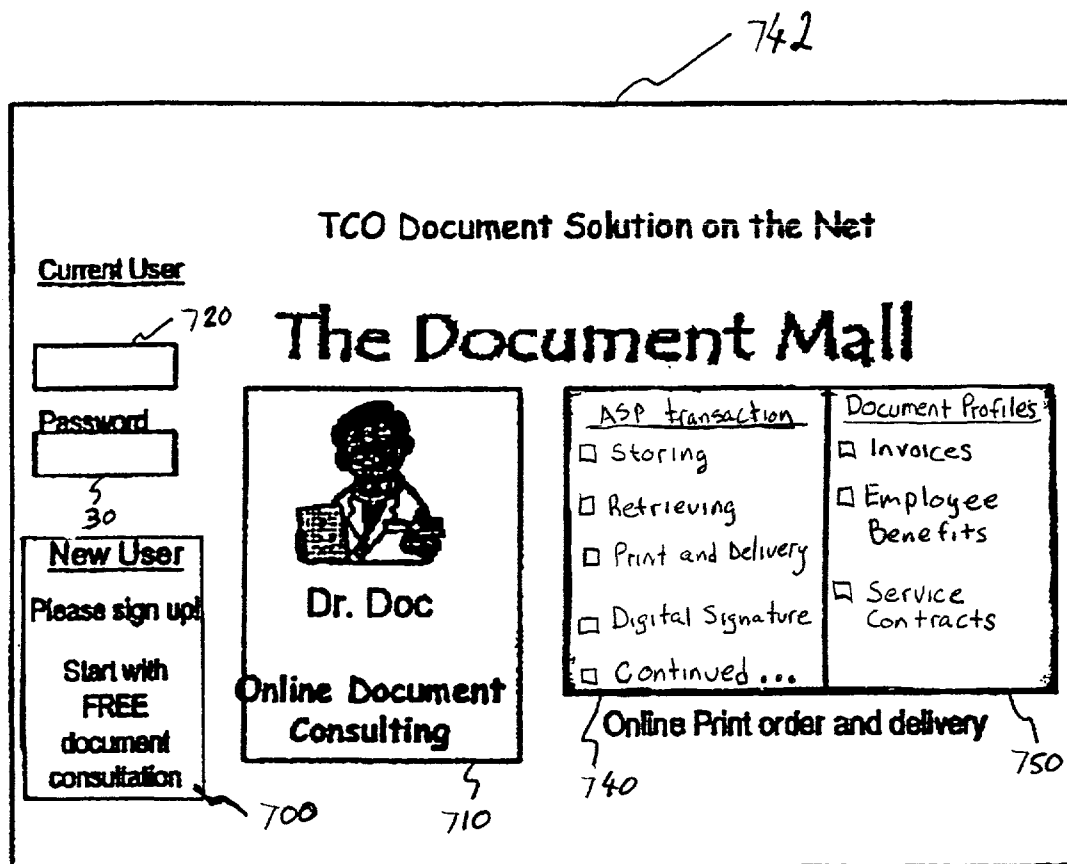 742
TCO Document Solution on the Net
Current User
720
The Document Mall
Password
30
New User
Please sign up!
Start with
FREE
document
consultation
700
Dr. Doc
Online Document
Consulting
710
ASP transaction
Storing
Retrieving
Print and Delivery
Digital Signature
Continued ...
Document Profiles
Invoices
Employee
Benefits
Service
Contracts
Online Print order and delivery
740
750